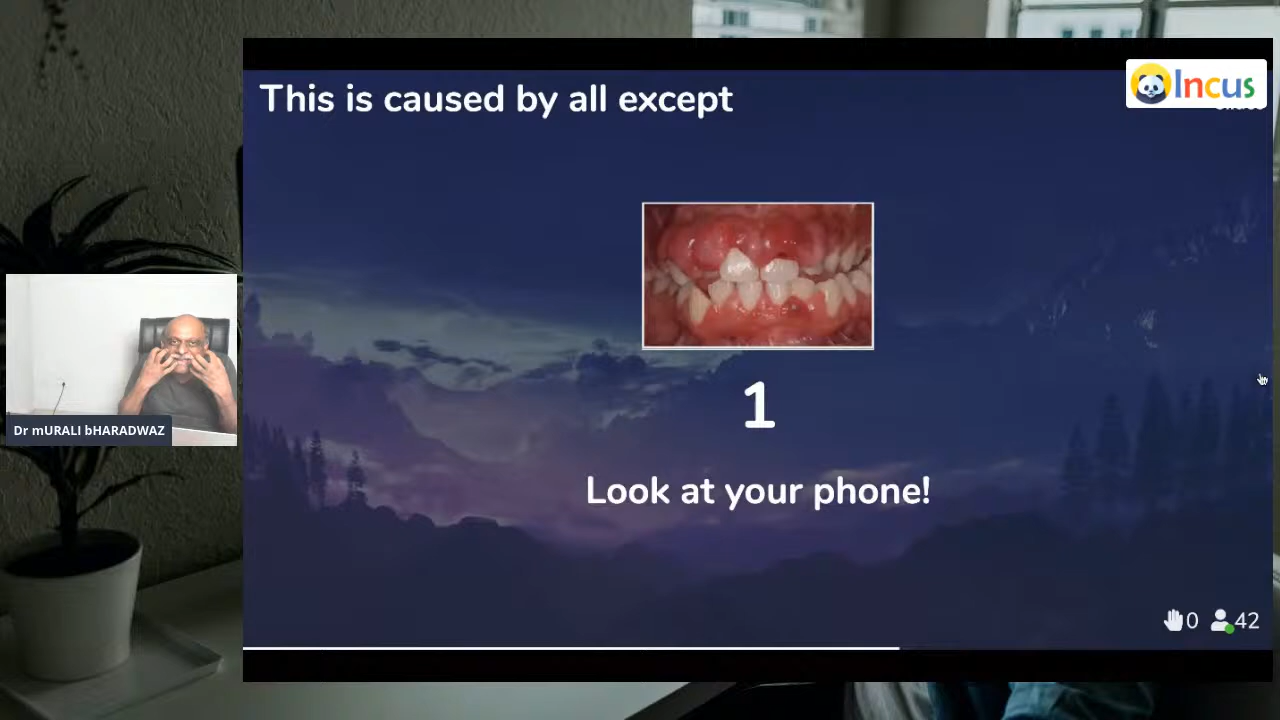 This is caused by all except
Incus
1
Look at your phone!
Dr mURALI bHARADWAZ
0 42